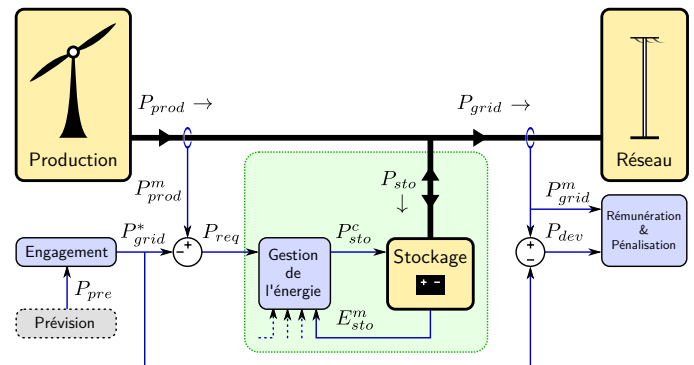 P_prod →
P_grid →
Production
Réseau
P^m_prod
P_sto
↓
P^m_grid
Rémunération
&
Pénalisation
P*_grid
P_req
P^c_sto
P_dev
+
-
+
-
Engagement
Gestion
de
l'énergie
Stockage
+ -
P_pre
Prévision
E^m_sto